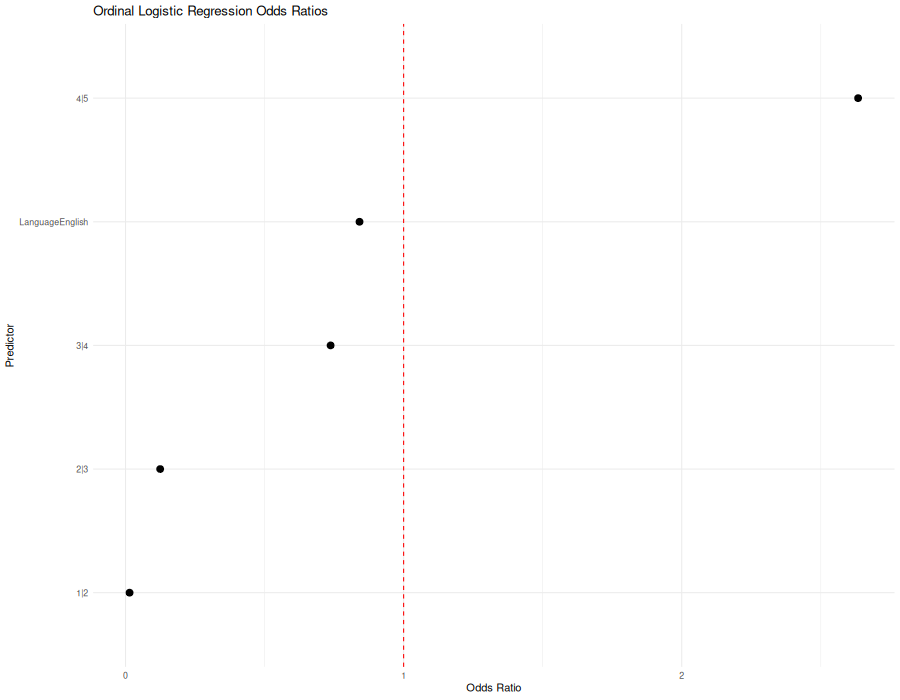 Ordinal Logistic Regression Odds Ratios
4|5
LanguageEnglish
3|4
2|3
1|2
Predictor
0
1
2
Odds Ratio